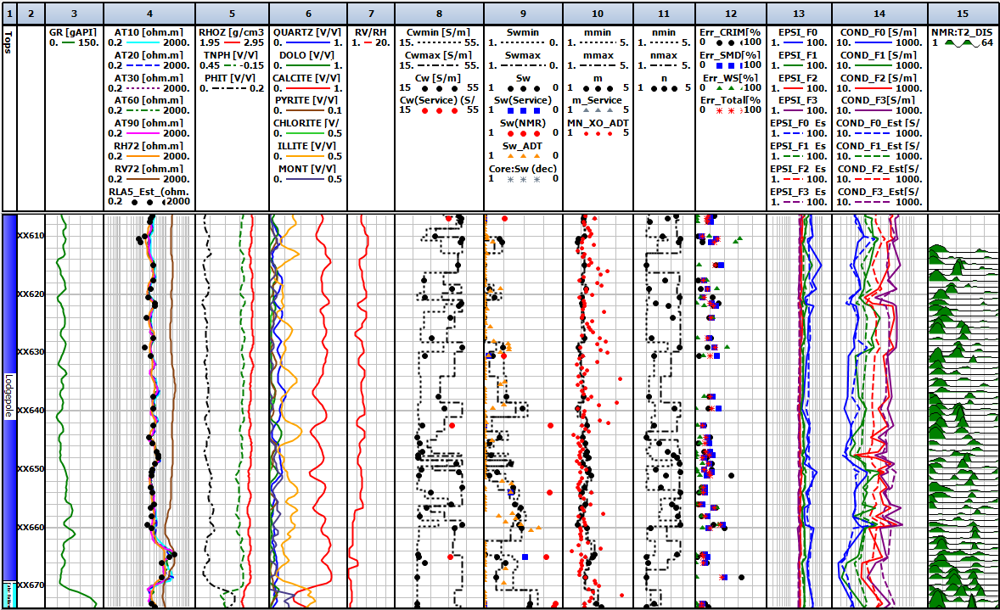 1 2 3 4 5 6 7 8 9 10 11 12 13 14 15
Tops
GR [gAPI]
0. 150.
AT10 [ohm.m]
0.2 2000.
AT20 [ohm.m]
0.2 2000.
AT30 [ohm.m]
0.2 2000.
AT60 [ohm.m]
0.2 2000.
AT90 [ohm.m]
0.2 2000.
RH72 [ohm.m]
0.2 2000.
RV72 [ohm.m]
0.2 2000.
RLA5_Est_(ohm.
0.2 2000
RHOZ [g/cm3
1.95 2.95
TNPH [V/V]
0.45 -0.15
PHIT [V/V]
0. 0.2
QUARTZ [V/V]
0. 1.
DOLO [V/V]
0. 1.
CALCITE [V/V]
0. 1.
PYRITE [V/V]
0. 0.1
CHLORITE [V/
0. 0.5
ILLITE [V/V]
0. 0.5
MONT [V/V]
0. 0.5
RV/RH
1. 20.
Cwmin [S/m]
15. 55.
Cwmax [S/m]
15. 55.
Cw [S/m]
15 55
Cw(Service) (S/
15 55
Swmin
1. 0.
Swmax
1. 0.
Sw
1 0
Sw(Service)
1 0
Sw(NMR)
1 0
Sw_ADT
1 0
Core:Sw (dec)
1 0
mmin
1. 5.
mmax
1. 5.
m
1 5
m_Service
1 5
MN_XO_ADT
1 5
nmin
1. 5.
nmax
1. 5.
n
1 5
Err_CRIM[%
0 100
Err_SMD[%
0 100
Err_WS[%
0 100
Err_Total[%
0 100
EPSI_F0
1. 100.
EPSI_F1
1. 100.
EPSI_F2
1. 100.
EPSI_F3
1. 100.
EPSI_F0 Es
1. 100.
EPSI_F1 Es
1. 100.
EPSI_F2 Es
1. 100.
EPSI_F3 Es
1. 100.
COND_F0 [S/m]
10. 1000.
COND_F1 [S/m]
10. 1000.
COND_F2 [S/m]
10. 1000.
COND_F3[S/m]
10. 1000.
COND_F0_Est [S/
10. 1000.
COND_F1_Est [S/
10. 1000.
COND_F2_Est[S/
10. 1000.
COND_F3_Est[S/
10. 1000.
NMR:T2_DIS
1 64
XX610
XX620
XX630
XX640
XX650
XX660
XX670
Lodgepole